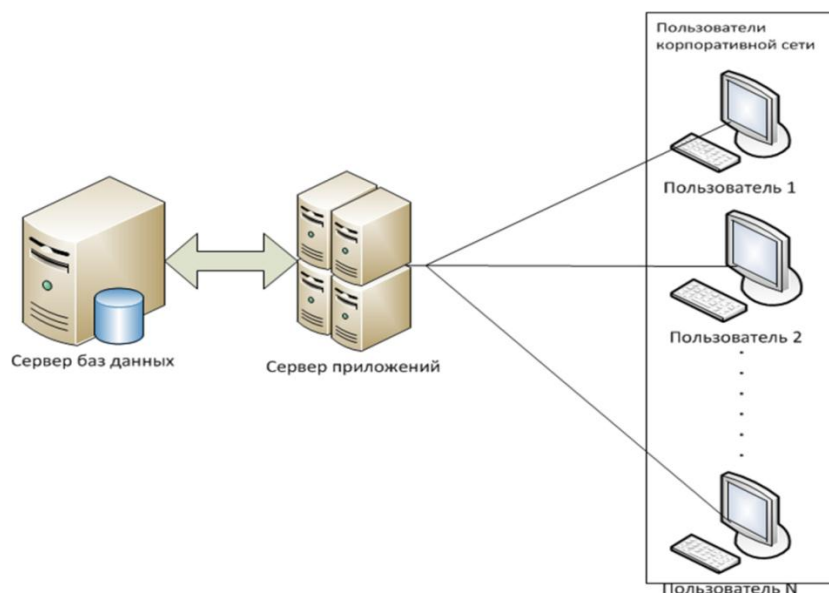 Пользователи
корпоративной сети
Пользователь 1
Пользователь 2
Сервер баз данных
Сервер приложений
Пользователь N